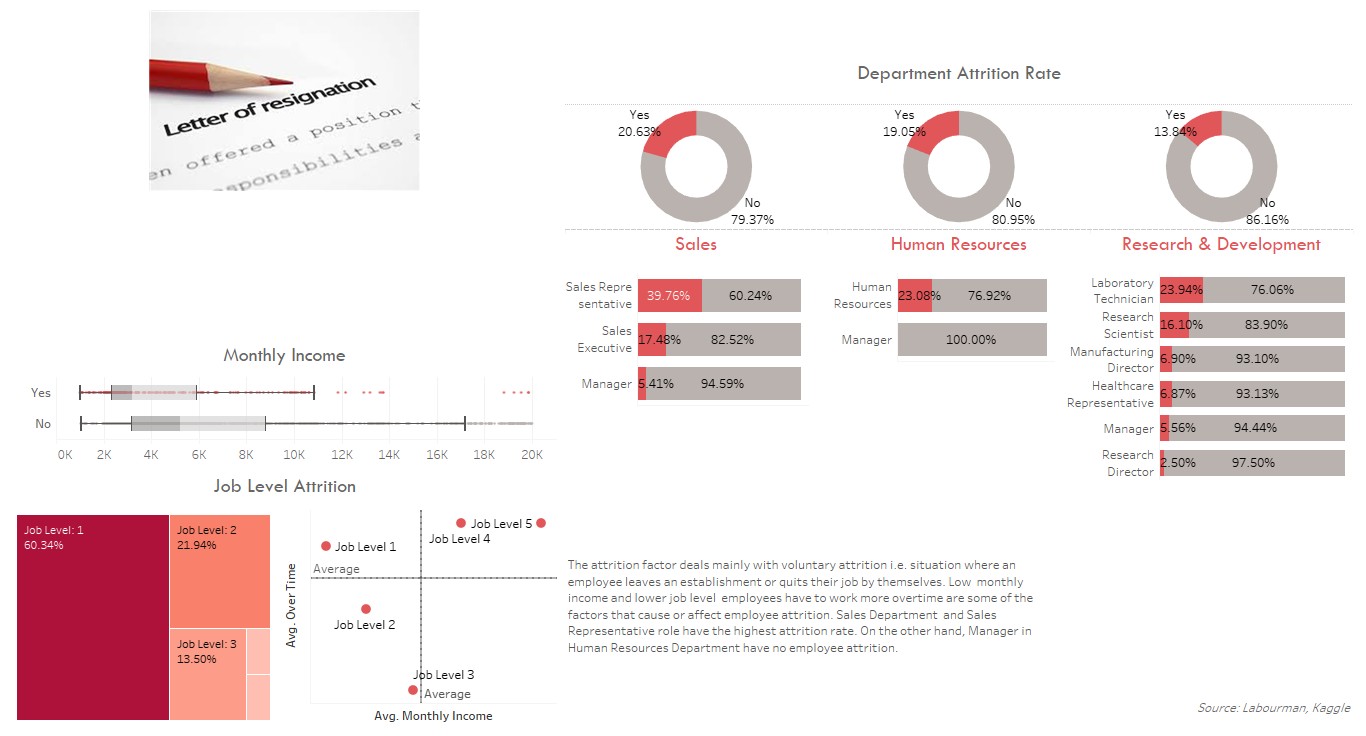 Letter of resignation
en offered a position
sponsibilities
Department Attrition Rate
Yes
20.63%
No
79.37%
Yes
19.05%
No
80.95%
Yes
13.84%
No
86.16%
Sales
Human Resources
Research & Development
Sales Repre
sentative
39.76%
60.24%
Sales
Executive
17.48%
82.52%
Manager
5.41%
94.59%
Human
Resources
23.08%
76.92%
Manager
100.00%
Laboratory
Technician
23.94%
76.06%
Research
Scientist
16.10%
83.90%
Manufacturing
Director
6.90%
93.10%
Healthcare
Representative
6.87%
93.13%
Manager
5.56%
94.44%
Research
Director
2.50%
97.50%
Monthly Income
Yes
No
0K 2K 4K 6K 8K 10K 12K 14K 16K 18K 20K
Job Level Attrition
Job Level: 1
60.34%
Job Level: 2
21.94%
Job Level: 3
13.50%
Avg. Over Time
Job Level 5
Job Level 4
Job Level 1
Average
Job Level 2
Job Level 3
Average
Avg. Monthly Income
The attrition factor deals mainly with voluntary attrition i.e. situation where an
employee leaves an establishment or quits their job by themselves. Low monthly
income and lower job level employees have to work more overtime are some of the
factors that cause or affect employee attrition. Sales Department and Sales
Representative role have the highest attrition rate. On the other hand, Manager in
Human Resources Department have no employee attrition.
Source: Labourman, Kaggle